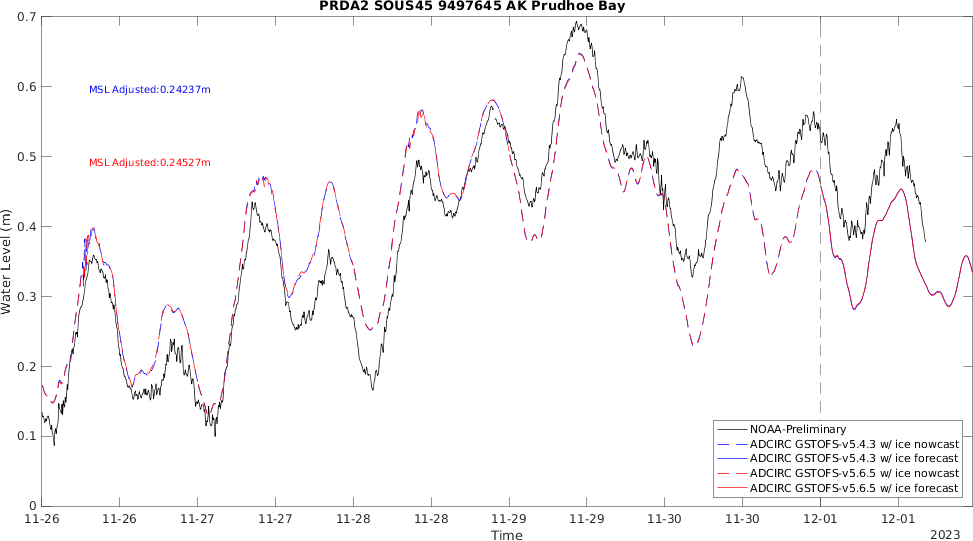 PRDA2 SOUS45 9497645 AK Prudhoe Bay
0.7
0.6
0.5
0.4
0.3
0.2
0.1
0
Water Level (m)
MSL Adjusted:0.24237m
MSL Adjusted:0.24527m
NOAA-Preliminary
ADCIRC GSTOFS-v5.4.3 w/ ice nowcast
ADCIRC GSTOFS-v5.4.3 w/ ice forecast
ADCIRC GSTOFS-v5.6.5 w/ ice nowcast
ADCIRC GSTOFS-v5.6.5 w/ ice forecast
11-26 11-26 11-27 11-27 11-28 11-28 11-29 11-29 11-30 11-30 12-01 12-01
Time
2023